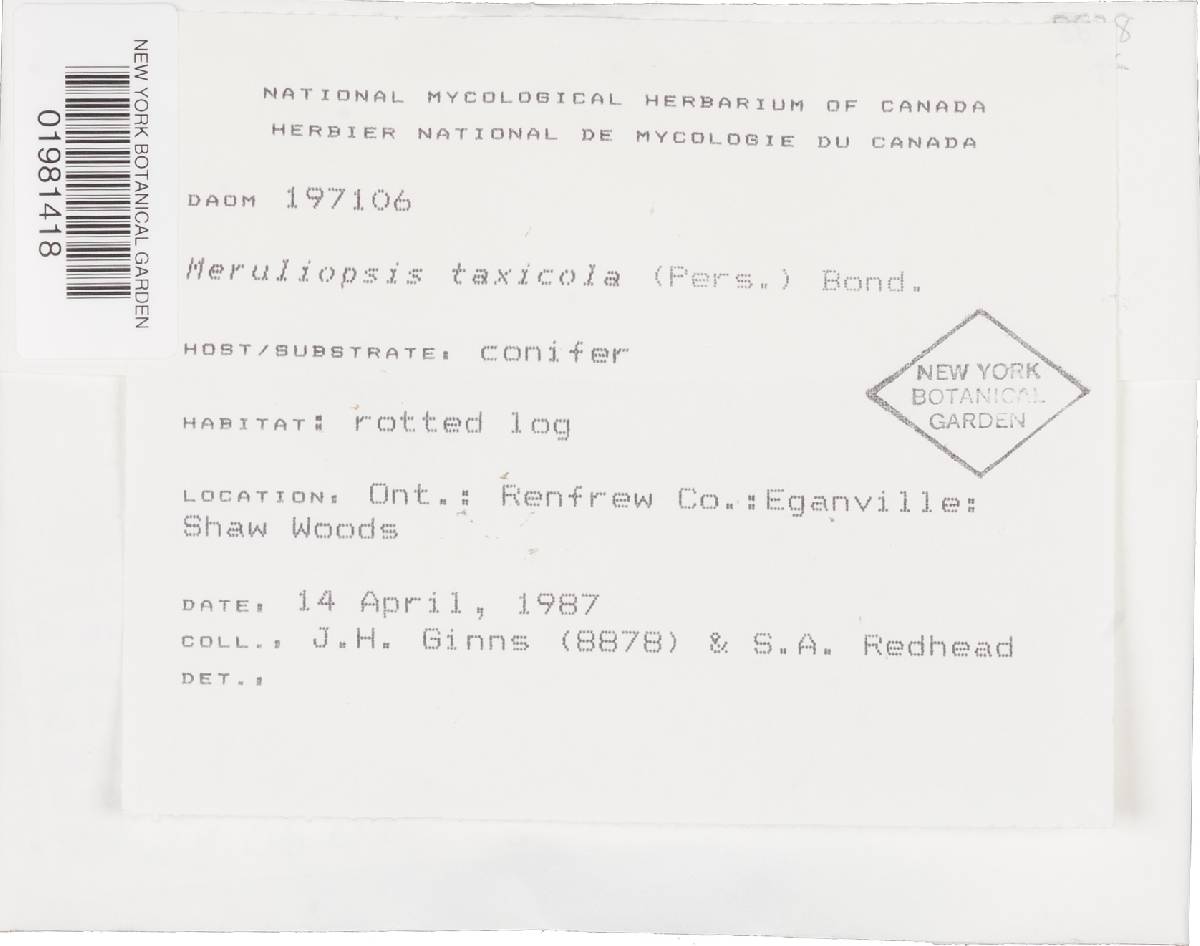 NEW YORK BOTANICAL GARDEN
01981418
NATIONAL MYCOLOGICAL HERBARIUM OF CANADA
HERBIER NATIONAL DE MYCOLOGIE DU CANADA
DAOM 197106
Meruliopsis taxicola (Pers.) Bond.
HOST/SUBSTRATE: conifer
NEW YORK
BOTANICAL
GARDEN
HABITAT: rotted log
LOCATION: Ont.: Renfrew Co.:Eganville:
Shaw Woods
DATE: 14 April, 1987
COLL.: J.H. Ginns (8878) & S.A. Redhead
DET.: